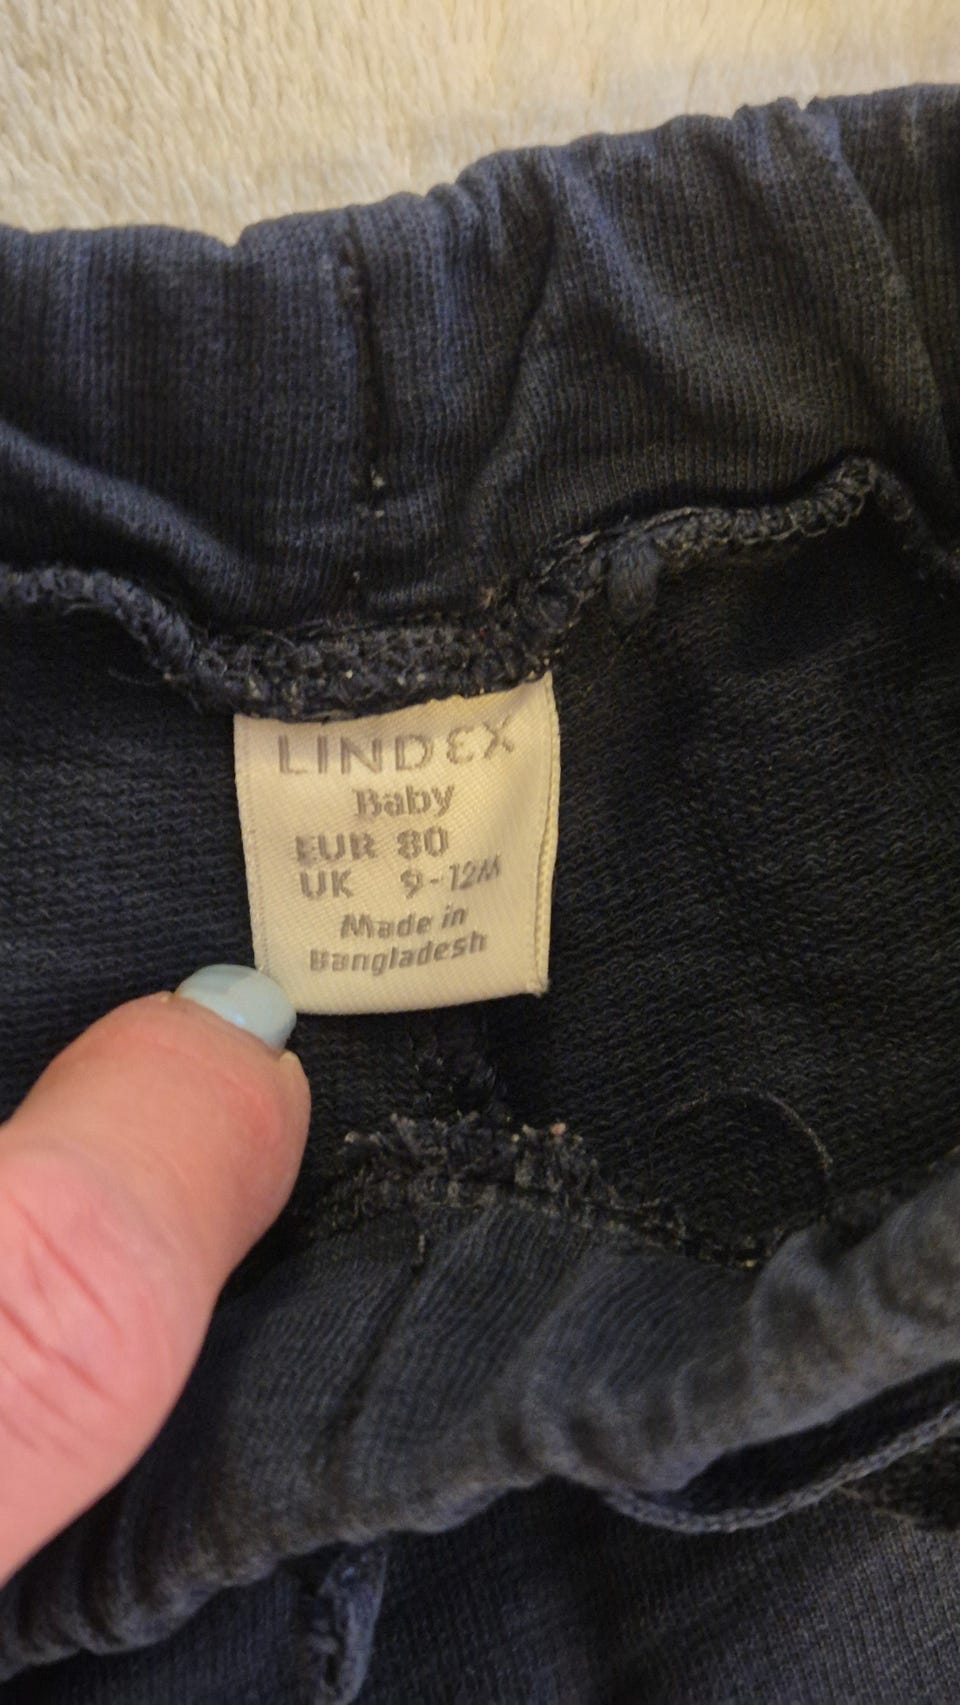 LINDEX
Baby
EUR 80
UK 9-12M
Made in
Bangladesh